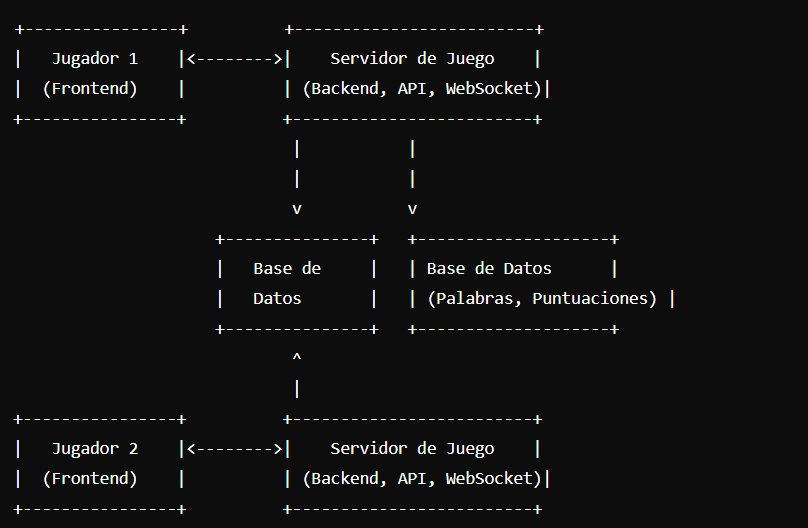 +----------------+          +-------------------------+
|   Jugador 1    |<-------->|    Servidor de Juego    |
|  (Frontend)    |          | (Backend, API, WebSocket)|
+----------------+          +-------------------------+
                             |           |
                             |           |
                             v           v
                     +---------------+   +--------------------+
                     |   Base de     |   | Base de Datos      |
                     |   Datos       |   | (Palabras, Puntuaciones) |
                     +---------------+   +--------------------+
                             ^
                             |
+----------------+          +-------------------------+
|   Jugador 2    |<-------->|    Servidor de Juego    |
|  (Frontend)    |          | (Backend, API, WebSocket)|
+----------------+          +-------------------------+